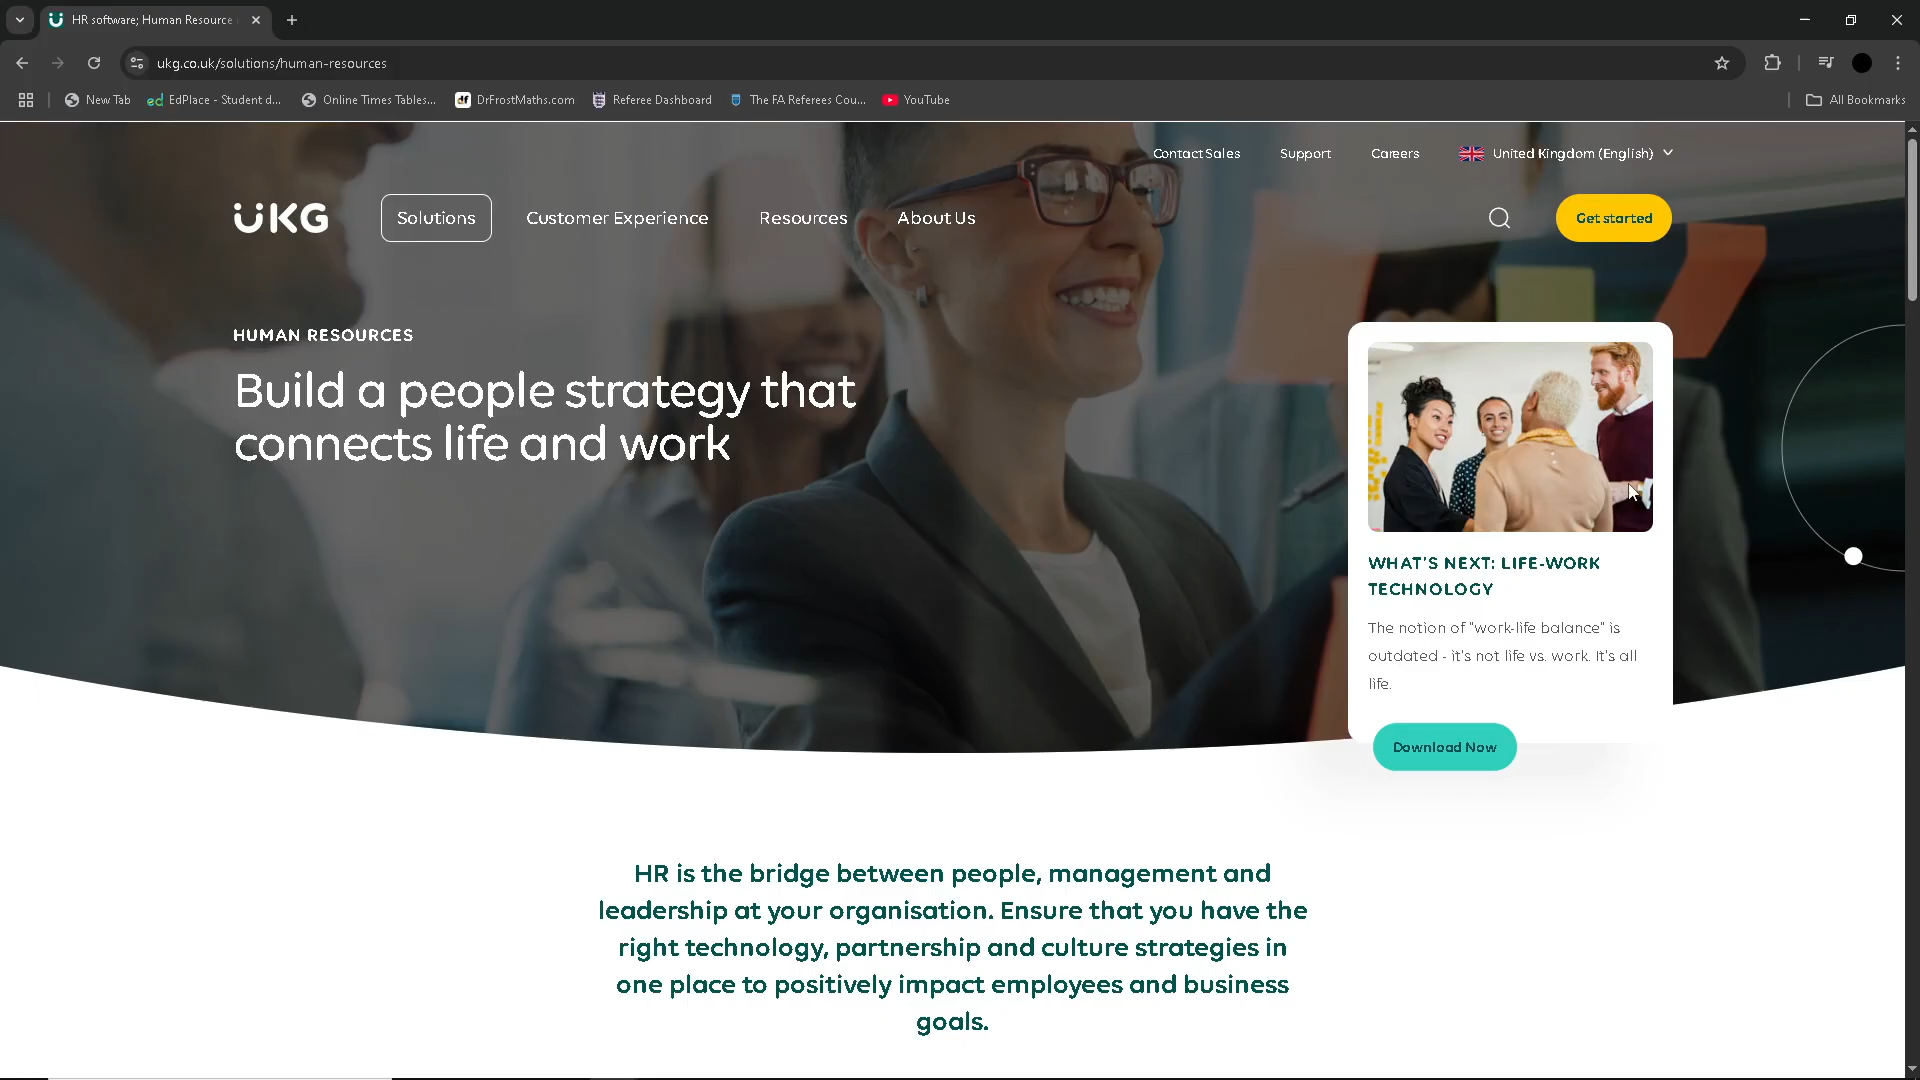 HR software; Human Resource
ukg.co.uk/solutions/human-resources
New Tab
EdPlace - Student d...
Online Times Tables...
DrFrostMaths.com
Referee Dashboard
The FA Referees Cou...
YouTube
All Bookmarks
Contact Sales
Support
Careers
United Kingdom (English)
UKG
Solutions
Customer Experience
Resources
About Us
Get started
HUMAN RESOURCES
Build a people strategy that
connects life and work
WHAT'S NEXT: LIFE-WORK
TECHNOLOGY
The notion of "work-life balance" is
outdated - it's not life vs. work. It's all
life.
Download Now
HR is the bridge between people, management and
leadership at your organisation. Ensure that you have the
right technology, partnership and culture strategies in
one place to positively impact employees and business
goals.